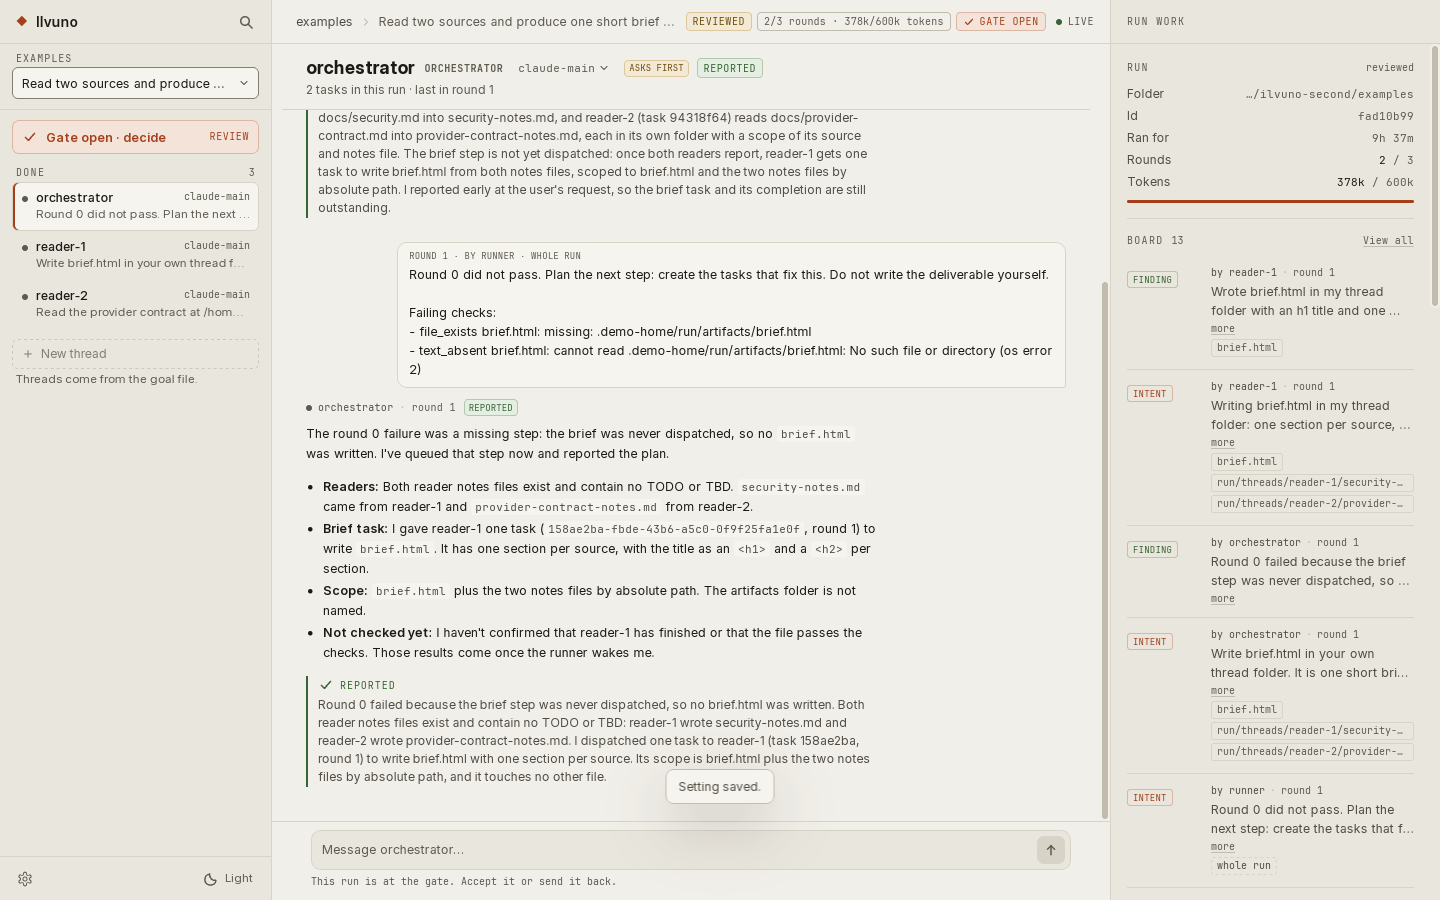 Ilvuno
EXAMPLES
Read two sources and produce ...
Gate open · decide REVIEW
DONE 3
orchestrator claude-main
Round 0 did not pass. Plan the next ...
reader-1 claude-main
Write brief.html in your own thread f...
reader-2 claude-main
Read the provider contract at /hom...
+ New thread
Threads come from the goal file.
Light
examples › Read two sources and produce one short brief ... REVIEWED 2/3 rounds · 378k/600k tokens GATE OPEN LIVE
orchestrator ORCHESTRATOR claude-main ASKS FIRST REPORTED
2 tasks in this run · last in round 1
docs/security.md into security-notes.md, and reader-2 (task 94318f64) reads docs/provider-
contract.md into provider-contract-notes.md, each in its own folder with a scope of its source
and notes file. The brief step is not yet dispatched: once both readers report, reader-1 gets one
task to write brief.html from both notes files, scoped to brief.html and the two notes files by
absolute path. I reported early at the user's request, so the brief task and its completion are still
outstanding.
ROUND 1 · BY RUNNER · WHOLE RUN
Round 0 did not pass. Plan the next step: create the tasks that fix this. Do not write the deliverable yourself.
Failing checks:
- file_exists brief.html: missing: .demo-home/run/artifacts/brief.html
- text_absent brief.html: cannot read .demo-home/run/artifacts/brief.html: No such file or directory (os error
2)
orchestrator · round 1 REPORTED
The round 0 failure was a missing step: the brief was never dispatched, so no brief.html
was written. I've queued that step now and reported the plan.
• Readers: Both reader notes files exist and contain no TODO or TBD. security-notes.md
came from reader-1 and provider-contract-notes.md from reader-2.
• Brief task: I gave reader-1 one task ( 158ae2ba-fbde-43b6-a5c0-0f9f25fa1e0f , round 1) to
write brief.html . It has one section per source, with the title as an <h1> and a <h2> per
section.
• Scope: brief.html plus the two notes files by absolute path. The artifacts folder is not
named.
• Not checked yet: I haven't confirmed that reader-1 has finished or that the file passes the
checks. Those results come once the runner wakes me.
REPORTED
Round 0 failed because the brief step was never dispatched, so no brief.html was written. Both
reader notes files exist and contain no TODO or TBD: reader-1 wrote security-notes.md and
reader-2 wrote provider-contract-notes.md. I dispatched one task to reader-1 (task 158ae2ba,
round 1) to write brief.html with one section per source. Its scope is brief.html plus the two notes
files by absolute path, and it touches no other file.
Setting saved.
Message orchestrator...
This run is at the gate. Accept it or send it back.
RUN WORK
RUN reviewed
Folder …/ilvuno-second/examples
Id fad10b99
Ran for 9h 37m
Rounds 2 / 3
Tokens 378k / 600k
BOARD 13 View all
FINDING by reader-1 · round 1
Wrote brief.html in my thread
folder with an h1 title and one ...
more
brief.html
INTENT by reader-1 · round 1
Writing brief.html in my thread
folder: one section per source, ...
more
brief.html
run/threads/reader-1/security-…
run/threads/reader-2/provider-…
FINDING by orchestrator · round 1
Round 0 failed because the brief
step was never dispatched, so ...
more
INTENT by orchestrator · round 1
Write brief.html in your own
thread folder. It is one short bri...
more
brief.html
run/threads/reader-1/security-…
run/threads/reader-2/provider-…
INTENT by runner · round 1
Round 0 did not pass. Plan the
next step: create the tasks that f...
more
whole run